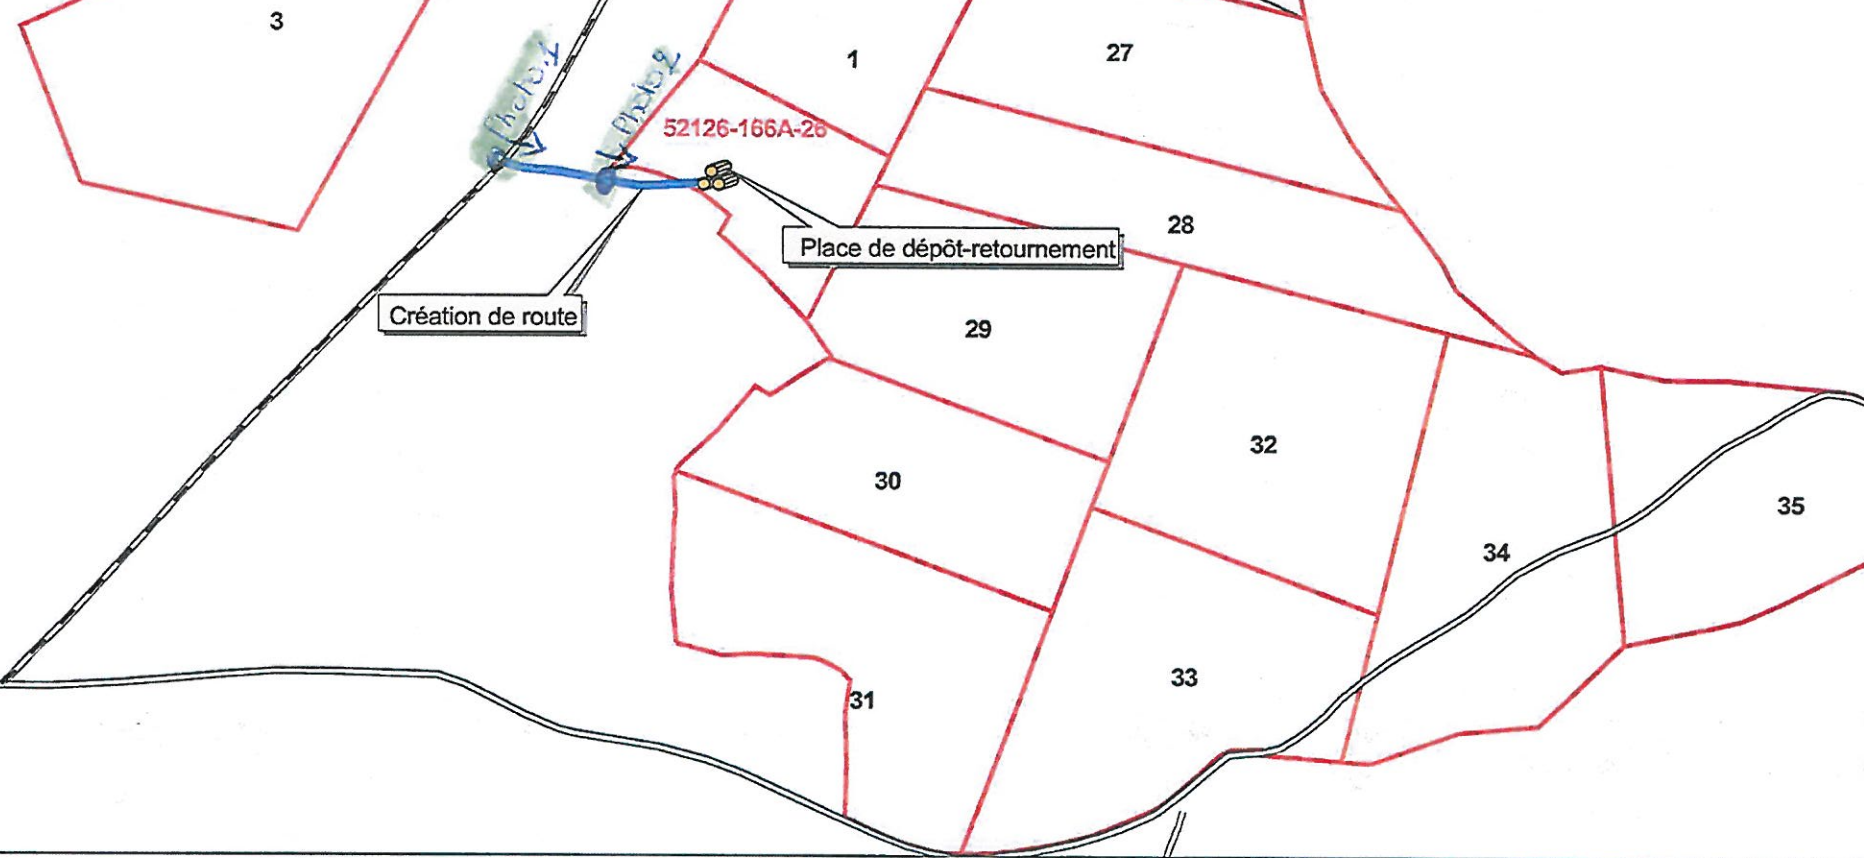 3
Photo 1
Photo 2
1
27
52126-166A-26
28
Place de dépôt-retournement
Création de route
29
32
30
35
34
33
31